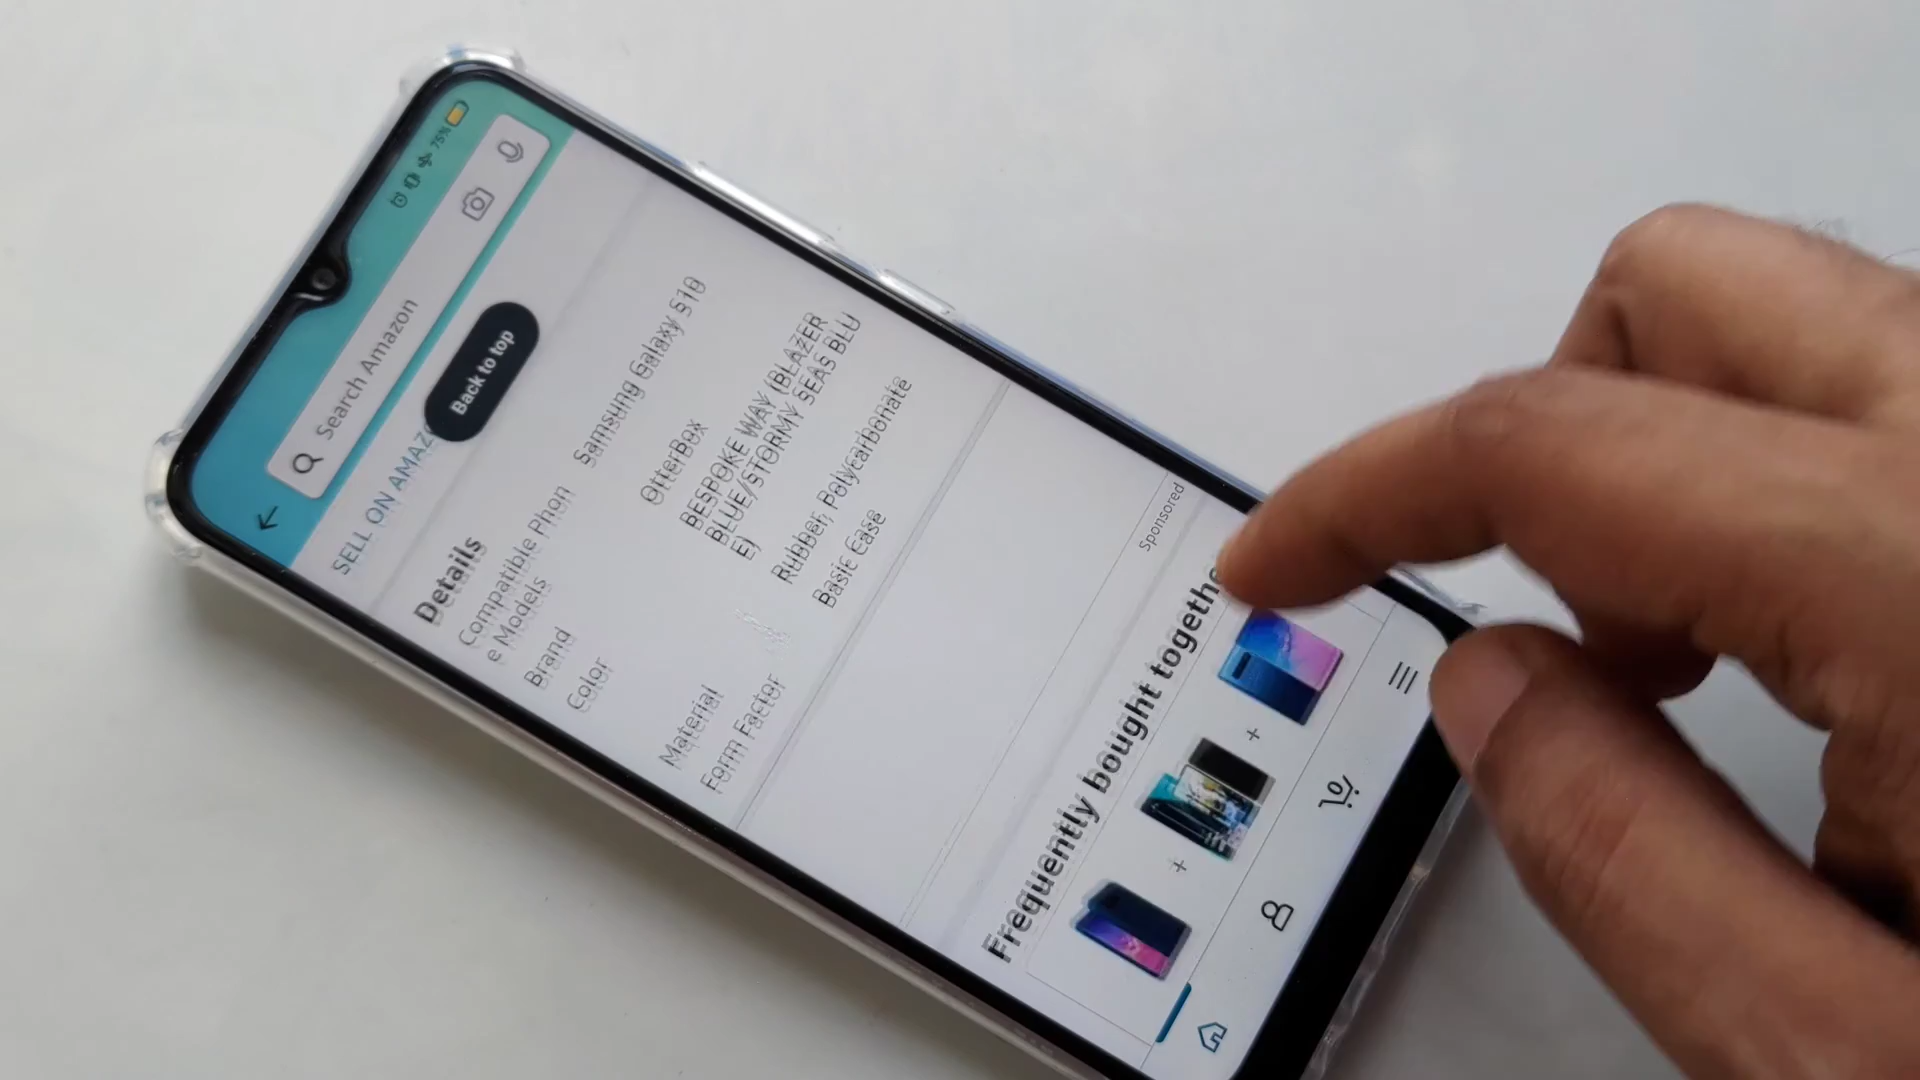 75%
Search Amazon
SELL ON AMAZ
Back to top
Details
Compatible Phon
e Models
Samsung Galaxy S10
Brand
OtterBox
Color
BESPOKE WAY (BLAZER
BLUE/STORMY SEAS BLU
E)
Material
Rubber, Polycarbonate
Form Factor
Basic Case
Sponsored
Frequently bought togethe
+
+